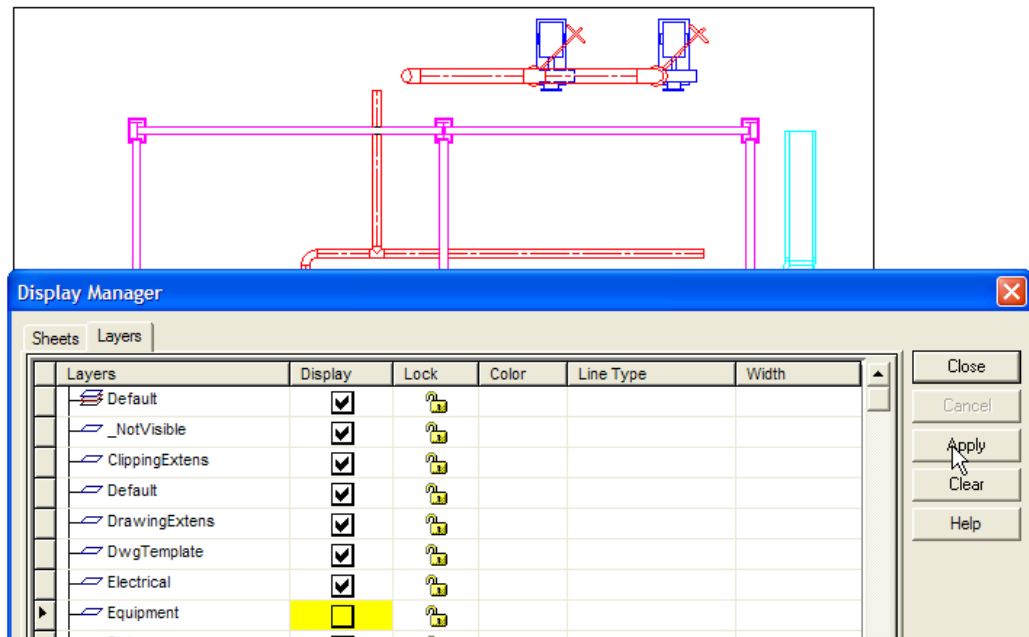 Display Manager
Sheets Layers
Layers Display Lock Color Line Type Width
Default
_NotVisible
ClippingExtens
Default
DrawingExtens
DwgTemplate
Electrical
Equipment
Close
Cancel
Apply
Clear
Help